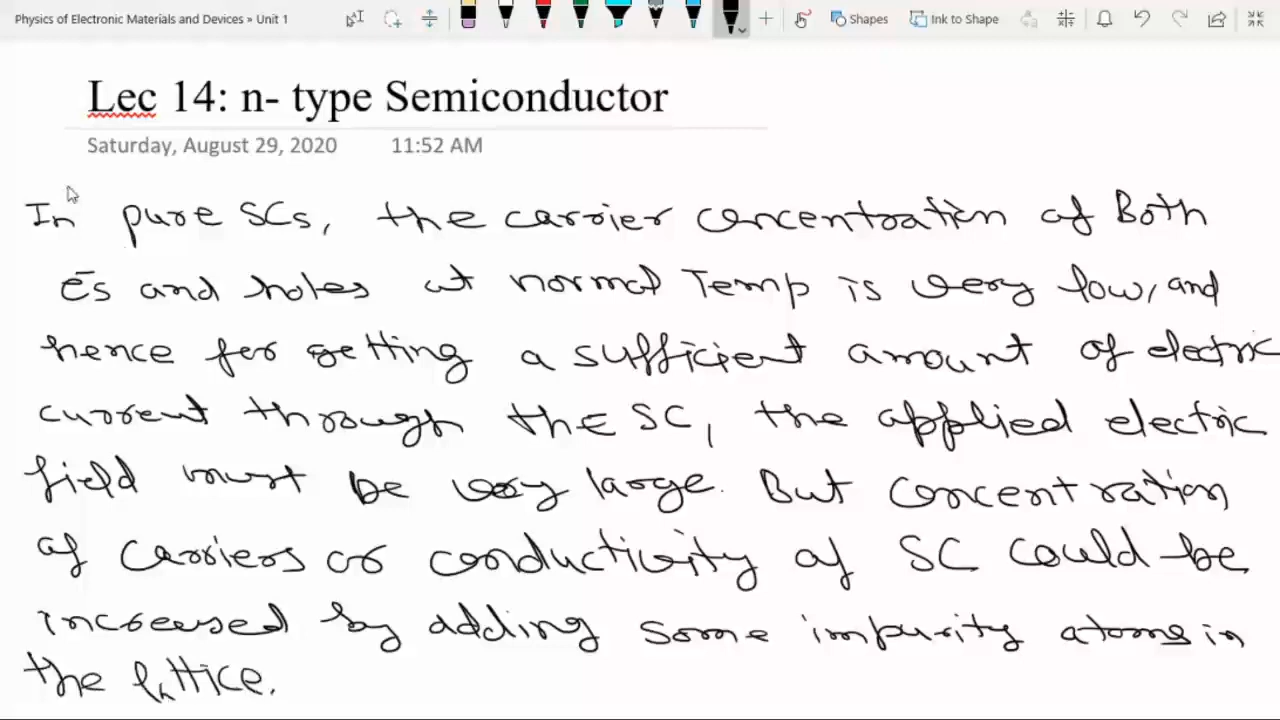 Physics of Electronic Materials and Devices » Unit 1
Shapes
Ink to Shape
Lec 14: n- type Semiconductor
Saturday, August 29, 2020 11:52 AM
In pure SCs, the carrier concentration of Both
ēs and holes at normal Temp is very low, and
hence for getting a sufficient amount of electric
current through the SC, the applied electric
field must be very large. But concentration
of carriers or conductivity of SC could be
increased by adding some impurity atoms in
the lattice.